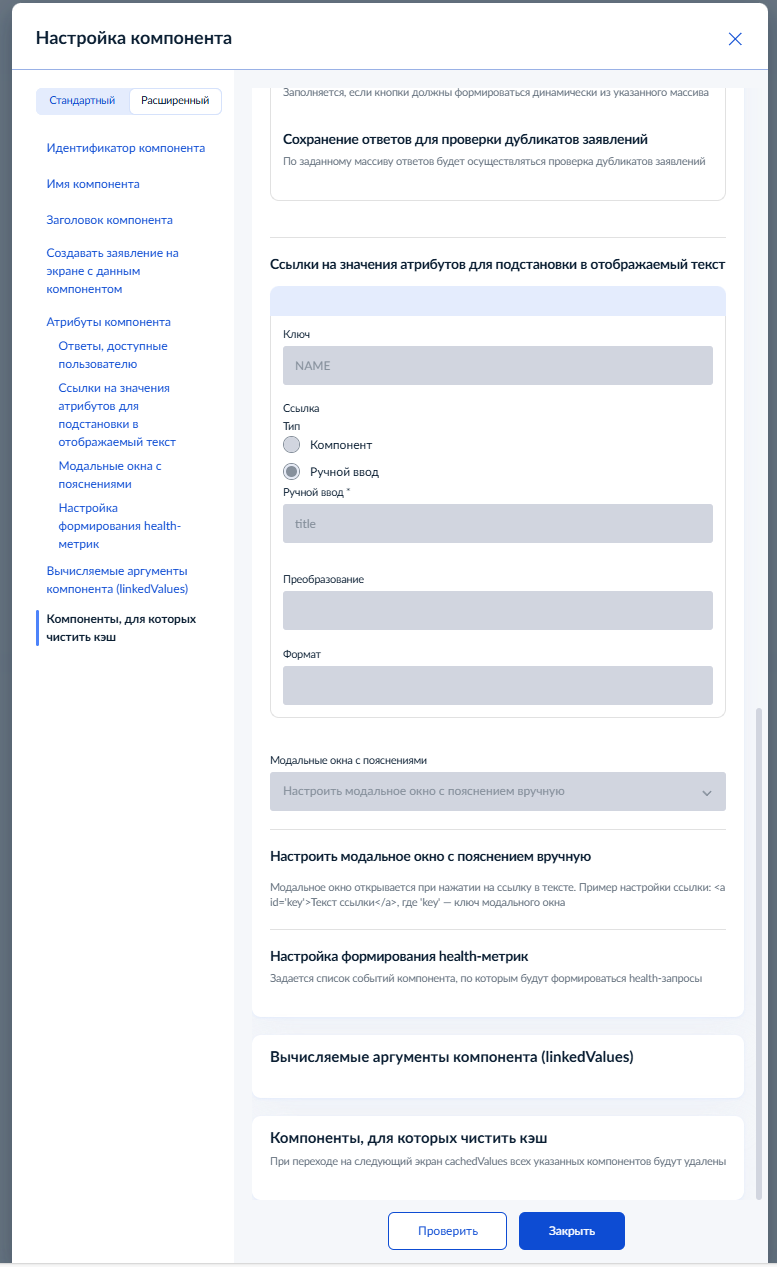 Настройка компонента
Стандартный
Расширенный
Идентификатор компонента
Имя компонента
Заголовок компонента
Создавать заявление на
экране с данным
компонентом
Атрибуты компонента
Ответы, доступные
пользователю
Ссылки на значения
атрибутов для
подстановки в
отображаемый текст
Модальные окна с
пояснениями
Настройка
формирования health-
метрик
Вычисляемые аргументы
компонента (linkedValues)
Компоненты, для которых
чистить кэш
Заполняется, если кнопки должны формироваться динамически из указанного массива
Сохранение ответов для проверки дубликатов заявлений
По заданному массиву ответов будет осуществляться проверка дубликатов заявлений
Ссылки на значения атрибутов для подстановки в отображаемый текст
Ключ
NAME
Ссылка
Тип
Компонент
Ручной ввод
Ручной ввод *
title
Преобразование
Формат
Модальные окна с пояснениями
Настроить модальное окно с пояснением вручную
Настроить модальное окно с пояснением вручную
Модальное окно открывается при нажатии на ссылку в тексте. Пример настройки ссылки: <a
id='key'>Текст ссылки</a>, где 'key' — ключ модального окна
Настройка формирования health-метрик
Задается список событий компонента, по которым будут формироваться health-запросы
Вычисляемые аргументы компонента (linkedValues)
Компоненты, для которых чистить кэш
При переходе на следующий экран cachedValues всех указанных компонентов будут удалены
Проверить
Закрыть